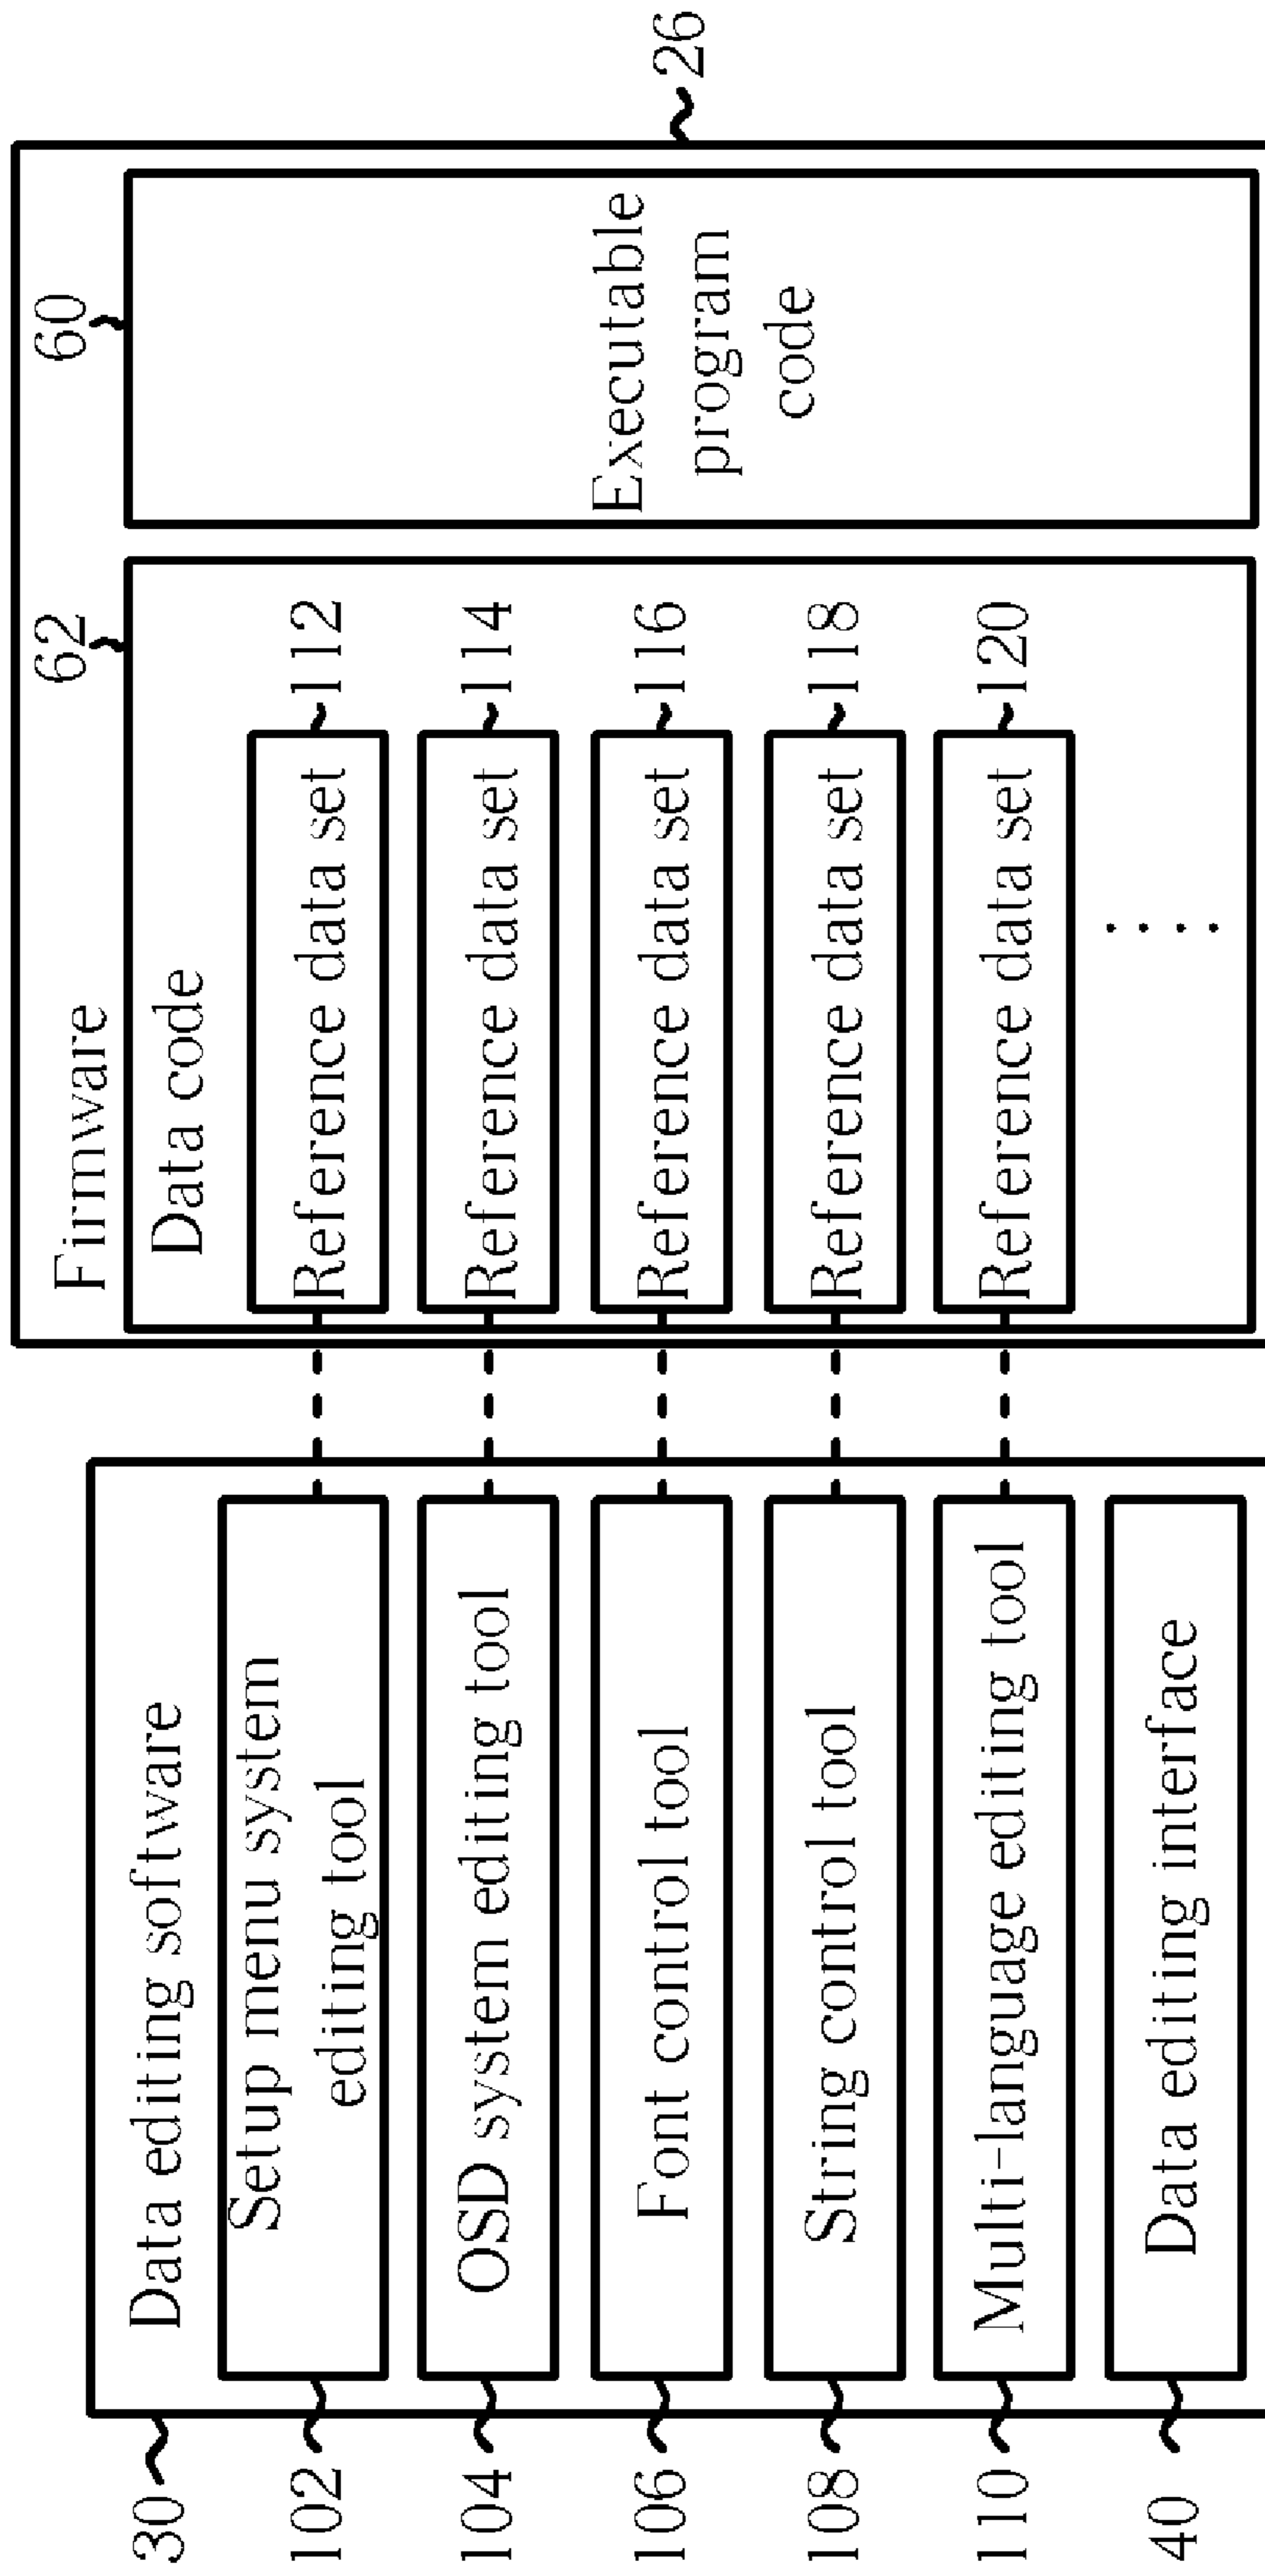 30
Data editing software
102
Setup menu system
editing tool
104
OSD system editing tool
106
Font control tool
108
String control tool
110
Multi-language editing tool
40
Data editing interface
Firmware
26
62
Data code
Reference data set
112
Reference data set
114
Reference data set
116
Reference data set
118
Reference data set
120
60
Executable
program
code